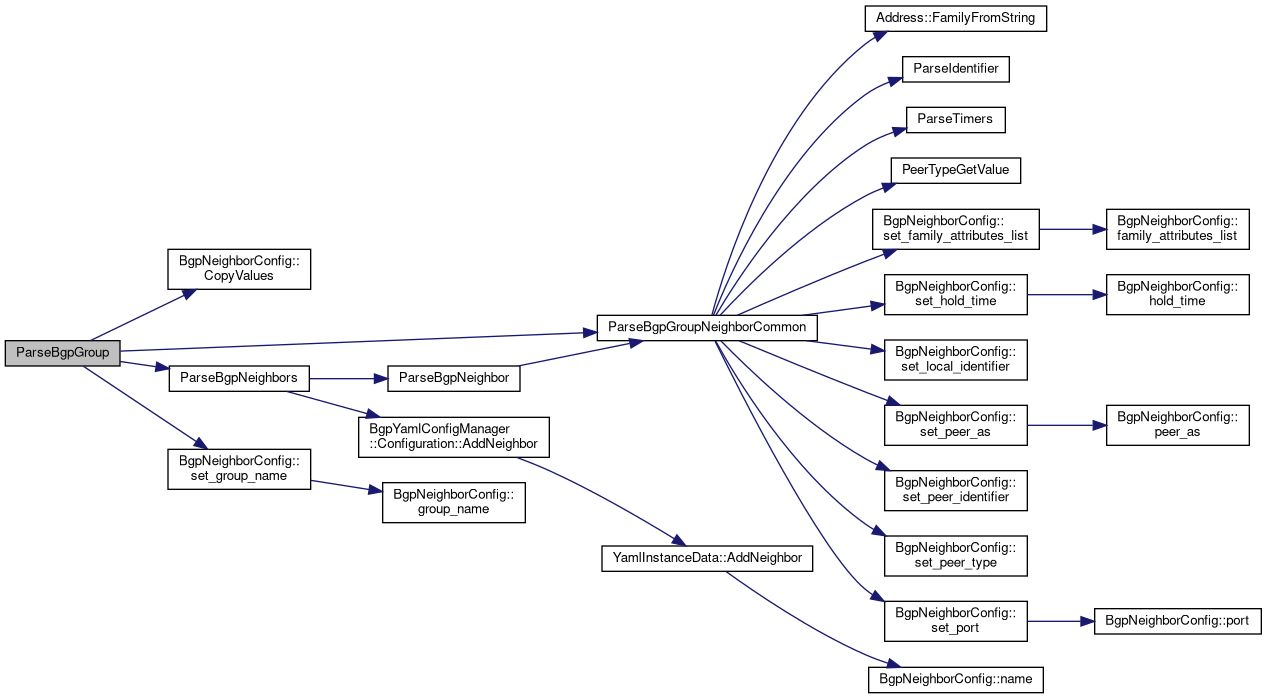 ParseBgpGroup
BgpNeighborConfig::
CopyValues
ParseBgpNeighbors
BgpNeighborConfig::
set_group_name
ParseBgpNeighbor
BgpYamlConfigManager
::Configuration::AddNeighbor
BgpNeighborConfig::
group_name
ParseBgpGroupNeighborCommon
YamlInstanceData::AddNeighbor
Address::FamilyFromString
ParseIdentifier
ParseTimers
PeerTypeGetValue
BgpNeighborConfig::
set_family_attributes_list
BgpNeighborConfig::
set_hold_time
BgpNeighborConfig::
set_local_identifier
BgpNeighborConfig::
set_peer_as
BgpNeighborConfig::
set_peer_identifier
BgpNeighborConfig::
set_peer_type
BgpNeighborConfig::
set_port
BgpNeighborConfig::name
BgpNeighborConfig::
family_attributes_list
BgpNeighborConfig::
hold_time
BgpNeighborConfig::
peer_as
BgpNeighborConfig::port